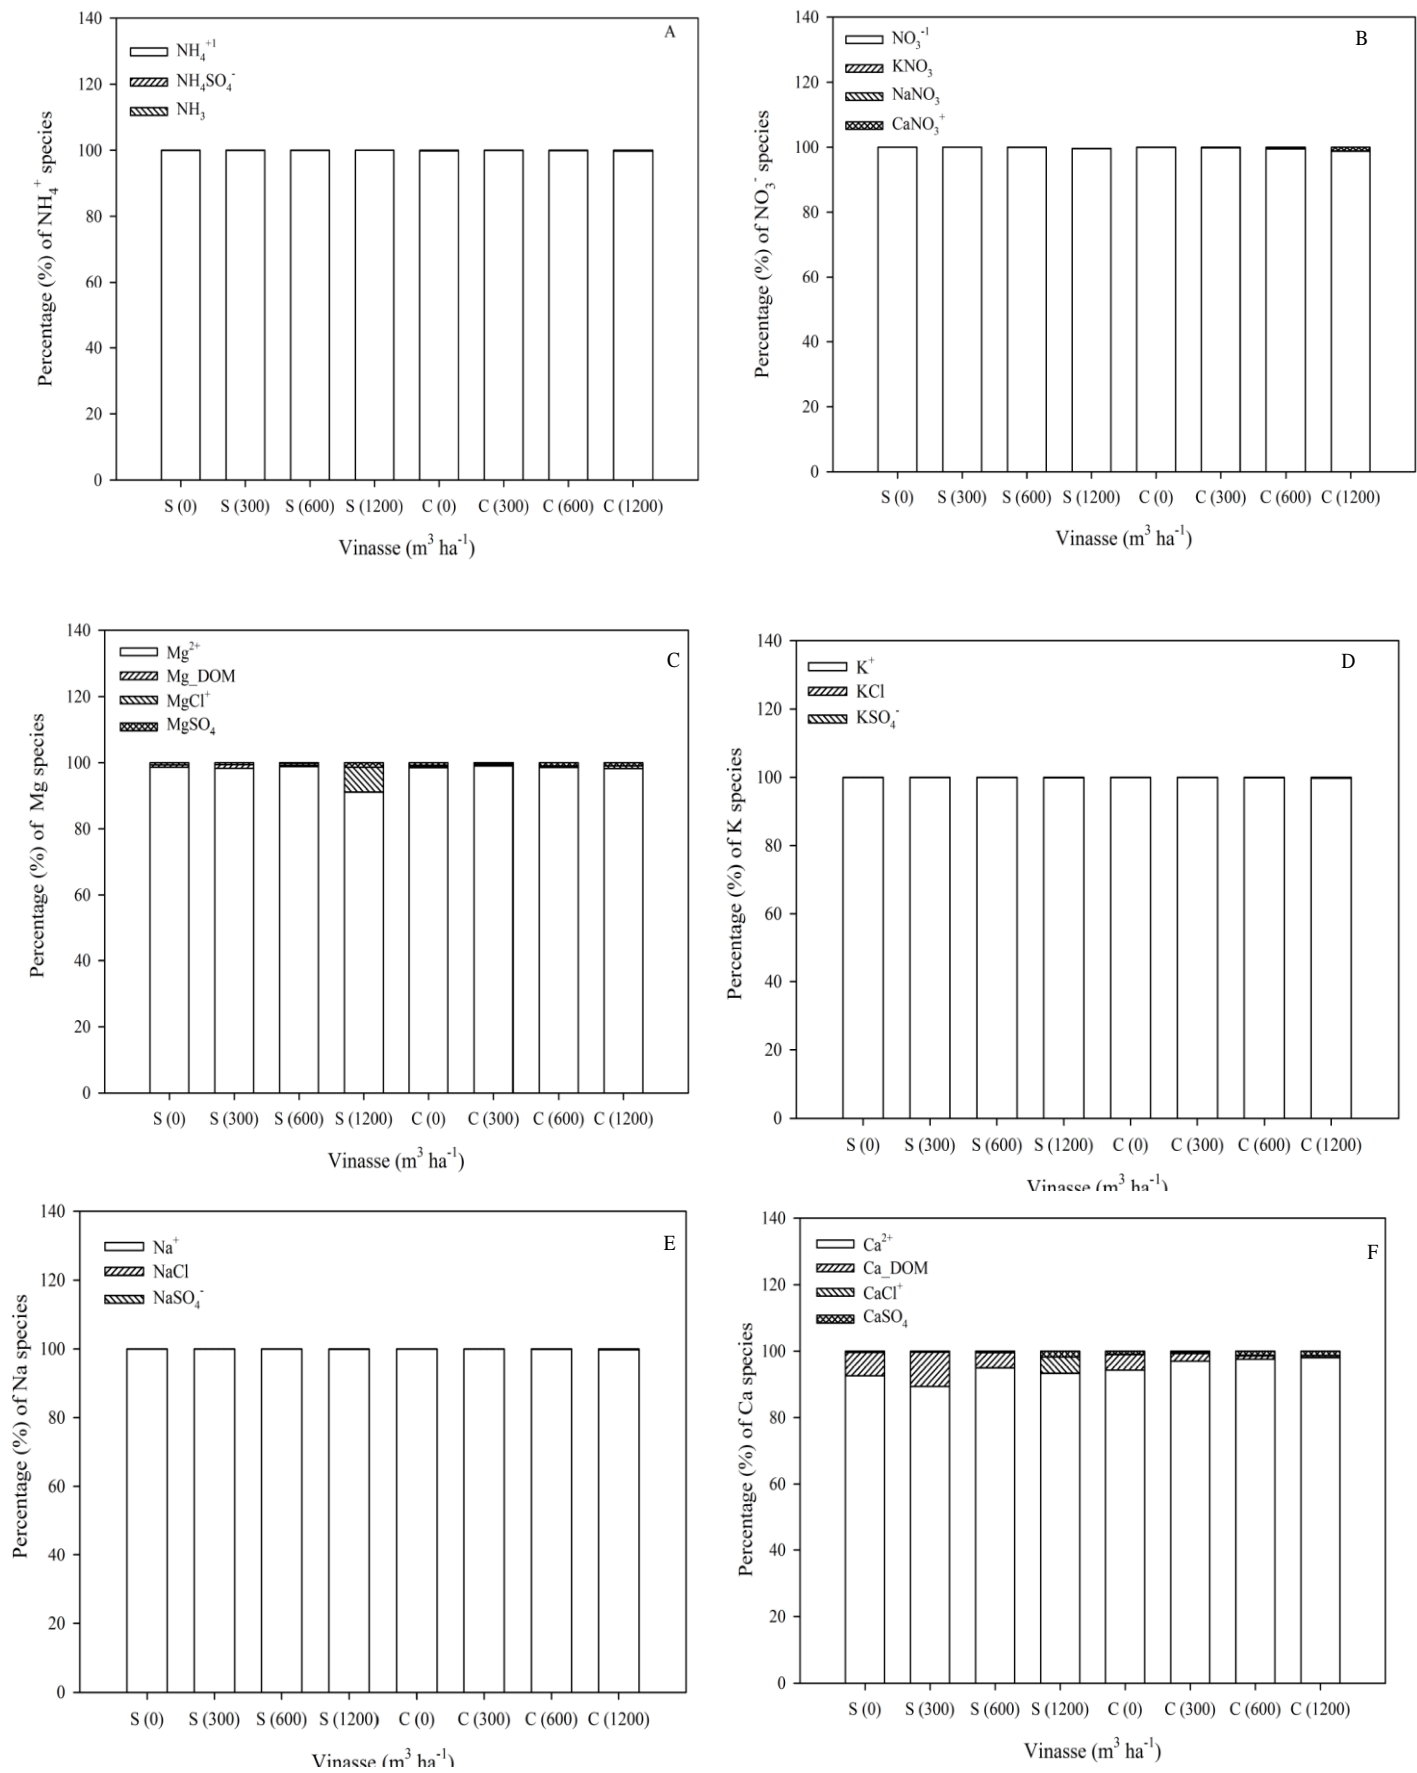 A
NH₄⁺¹
NH₄SO₄⁻
NH₃
Percentage (%) of NH₄⁺ species
140
120
100
80
60
40
20
0
S (0) S (300) S (600) S (1200) C (0) C (300) C (600) C (1200)
Vinasse (m³ ha⁻¹)
B
NO₃⁻¹
KNO₃
NaNO₃
CaNO₃⁺
Percentage (%) of NO₃⁻ species
140
120
100
80
60
40
20
0
S (0) S (300) S (600) S (1200) C (0) C (300) C (600) C (1200)
Vinasse (m³ ha⁻¹)
C
Mg²⁺
Mg_DOM
MgCl⁺
MgSO₄
Percentage (%) of Mg species
140
120
100
80
60
40
20
0
S (0) S (300) S (600) S (1200) C (0) C (300) C (600) C (1200)
Vinasse (m³ ha⁻¹)
D
K⁺
KCl
KSO₄⁻
Percentage (%) of K species
140
120
100
80
60
40
20
0
S (0) S (300) S (600) S (1200) C (0) C (300) C (600) C (1200)
Vinasse (m³ ha⁻¹)
E
Na⁺
NaCl
NaSO₄⁻
Percentage (%) of Na species
140
120
100
80
60
40
20
0
S (0) S (300) S (600) S (1200) C (0) C (300) C (600) C (1200)
Vinasse (m³ ha⁻¹)
F
Ca²⁺
Ca_DOM
CaCl⁺
CaSO₄
Percentage (%) of Ca species
140
120
100
80
60
40
20
0
S (0) S (300) S (600) S (1200) C (0) C (300) C (600) C (1200)
Vinasse (m³ ha⁻¹)